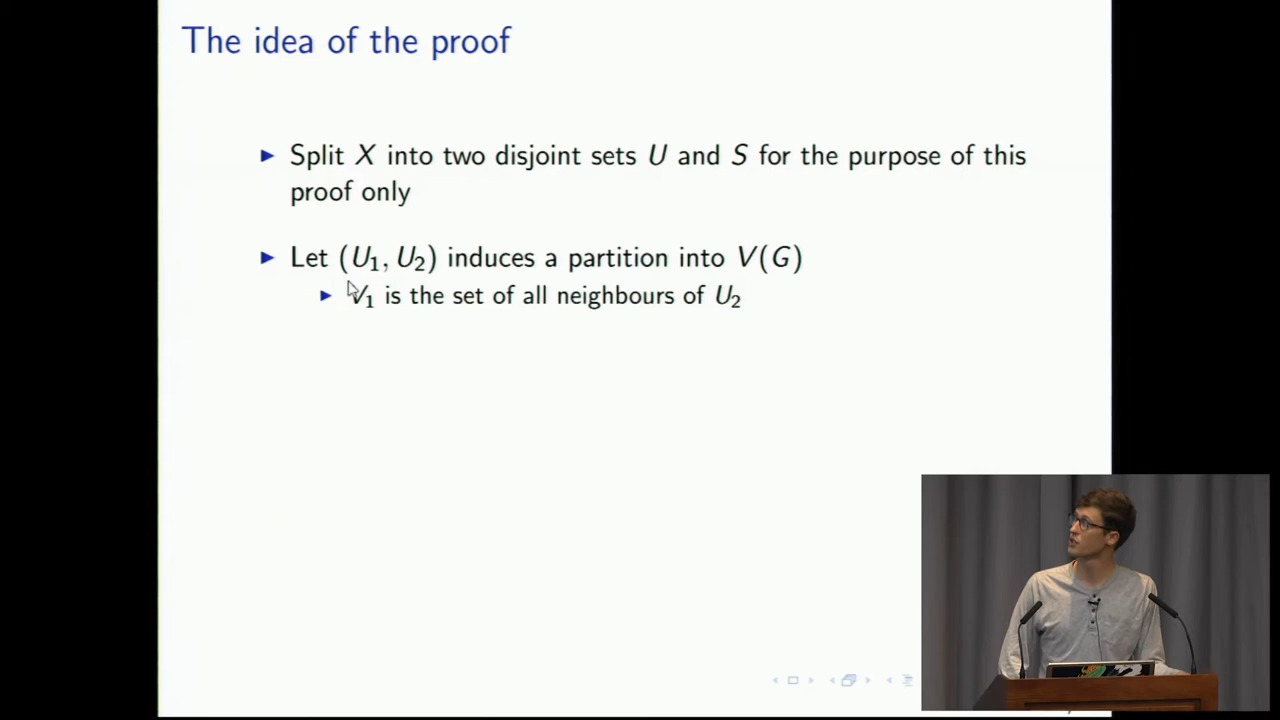 The idea of the proof
▶ Split X into two disjoint sets U and S for the purpose of this
proof only
▶ Let (U₁, U₂) induces a partition into V(G)
▶ V₁ is the set of all neighbours of U₂